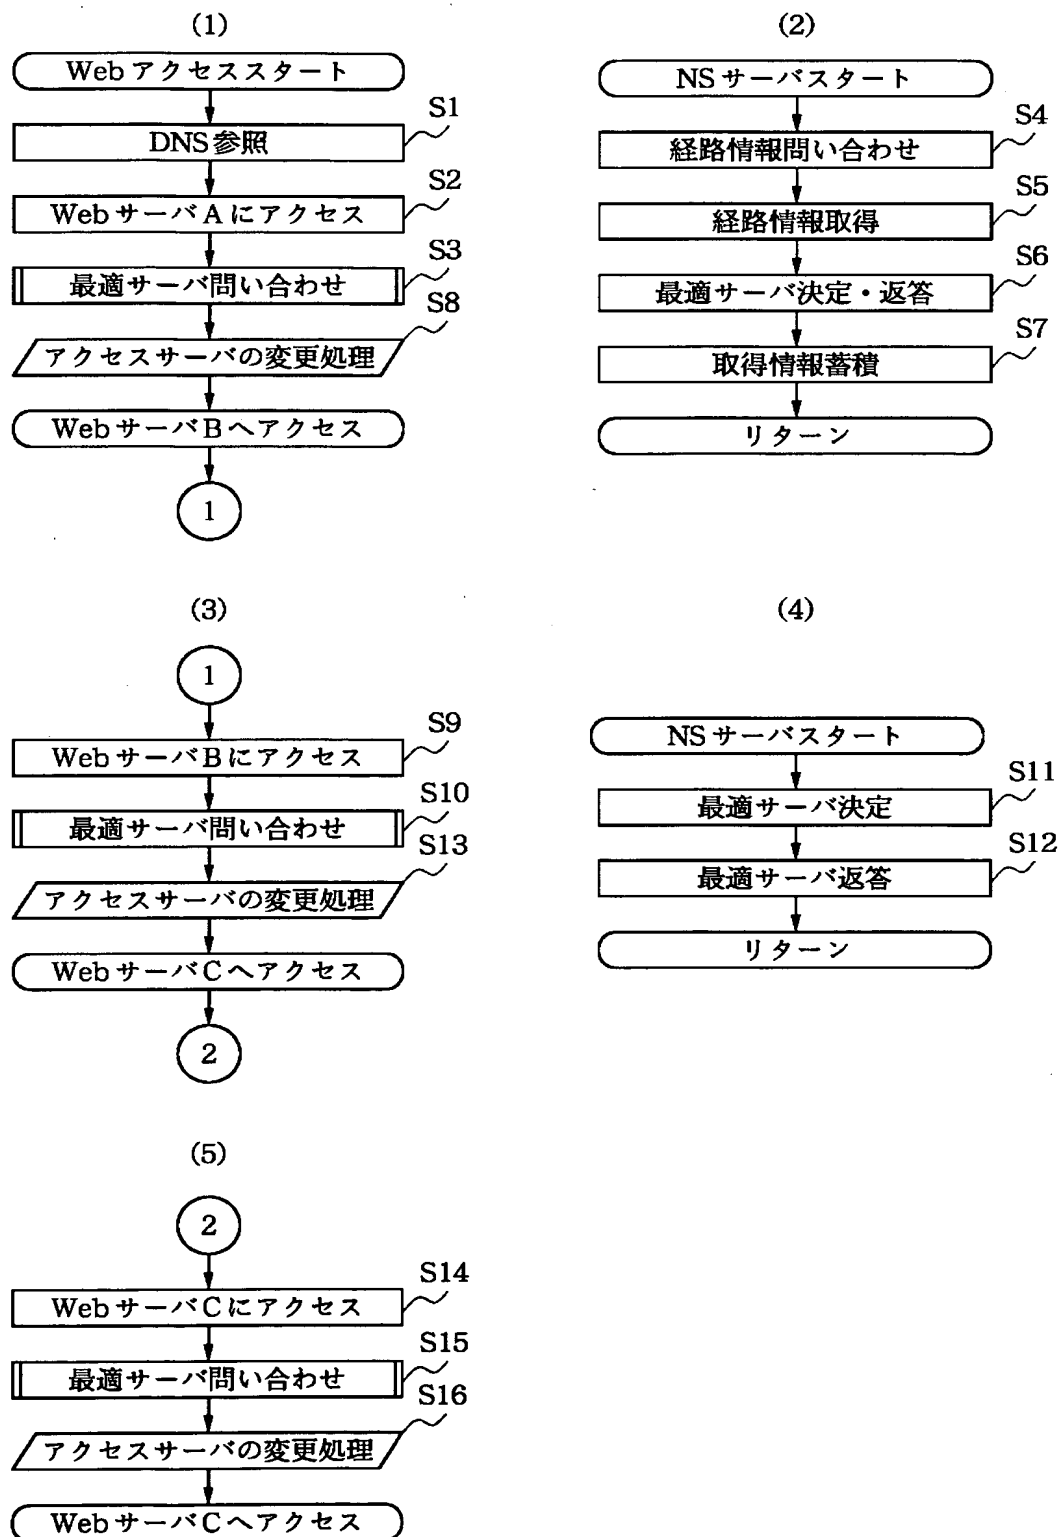 (1)
Webアクセススタート
S1
DNS参照
S2
WebサーバAにアクセス
S3
最適サーバ問い合わせ
S8
アクセスサーバの変更処理
WebサーバBへアクセス
1
(2)
NSサーバスタート
S4
経路情報問い合わせ
S5
経路情報取得
S6
最適サーバ決定・返答
S7
取得情報蓄積
リターン
(3)
1
S9
WebサーバBにアクセス
S10
最適サーバ問い合わせ
S13
アクセスサーバの変更処理
WebサーバCへアクセス
2
(4)
NSサーバスタート
S11
最適サーバ決定
S12
最適サーバ返答
リターン
(5)
2
S14
WebサーバCにアクセス
S15
最適サーバ問い合わせ
S16
アクセスサーバの変更処理
WebサーバCへアクセス